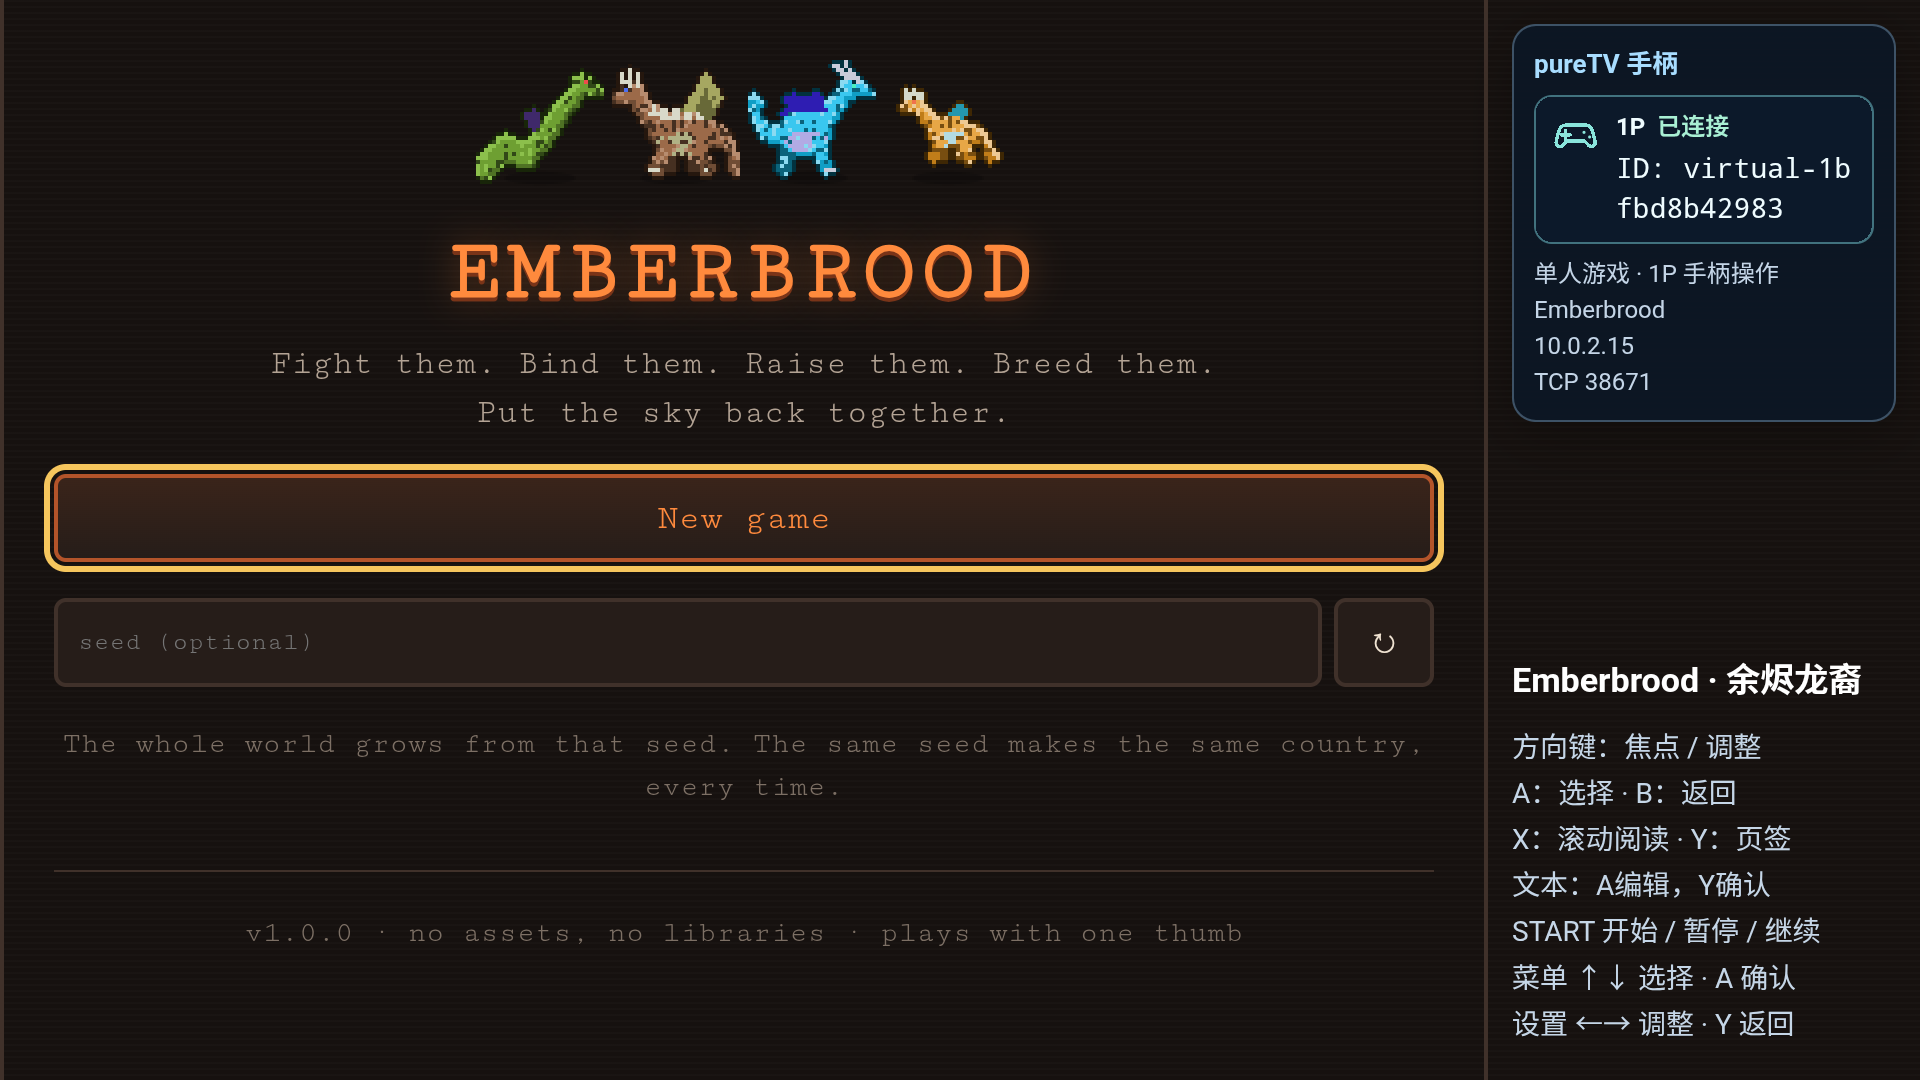 EMBERBROOD
Fight them. Bind them. Raise them. Breed them.
Put the sky back together.
New game
seed (optional)
↻
The whole world grows from that seed. The same seed makes the same country,
every time.
v1.0.0 · no assets, no libraries · plays with one thumb
pureTV 手柄
1P 已连接
ID: virtual-1b
fbd8b42983
单人游戏 · 1P 手柄操作
Emberbrood
10.0.2.15
TCP 38671
Emberbrood · 余烬龙裔
方向键：焦点 / 调整
A：选择 · B：返回
X：滚动阅读 · Y：页签
文本：A编辑，Y确认
START 开始 / 暂停 / 继续
菜单 ↑↓ 选择 · A 确认
设置 ←→ 调整 · Y 返回